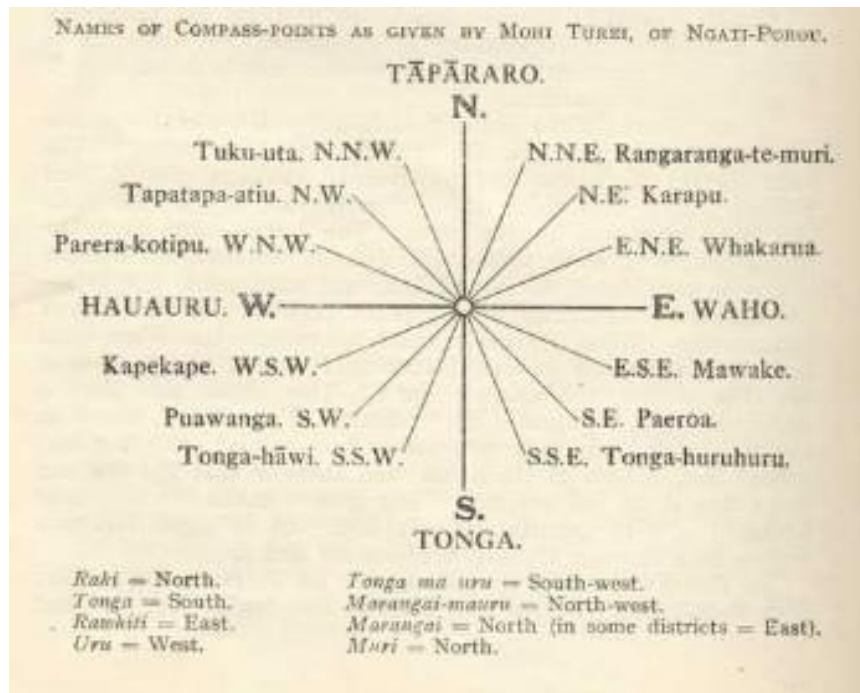 NAMES OF COMPASS-POINTS AS GIVEN BY MOHI TUREI, OF NGATI-POROU.
TĀPĀRARO.
N.
Tuku-uta. N.N.W. N.N.E. Rangaranga-te-muri.
Tapatapa-atiu. N.W. N.E. Karapu.
Parera-kotipu. W.N.W. E.N.E. Whakarua.
HAUAURU. W. E. WAHO.
Kapekape. W.S.W. E.S.E. Mawake.
Puawanga. S.W. S.E. Paeroa.
Tonga-hāwi. S.S.W. S.S.E. Tonga-huruhuru.
S.
TONGA.
Raki = North. Tonga ma uru = South-west.
Tonga = South. Marangai-mauru = North-west.
Rawhiti = East. Marangai = North (in some districts = East).
Uru = West. Muri = North.